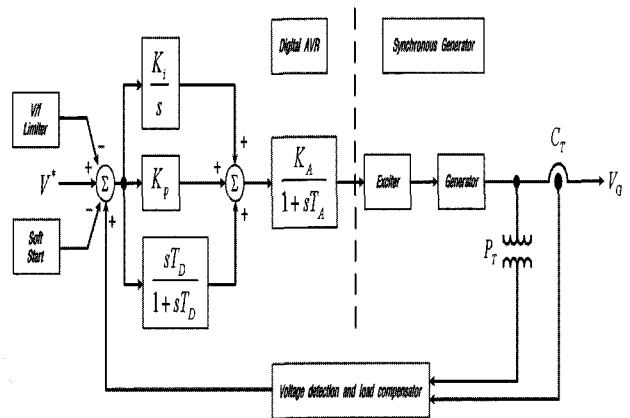 Digital AVR
Synchronous Generator
K_i
s
V/f
Limiter
−
+
+
C_T
V*
Σ
K_p
+
Σ
K_A
1+sT_A
Exciter
Generator
V_G
−
+
+
Soft
Start
sT_D
1+sT_D
P_T
Voltage detection and load compensator